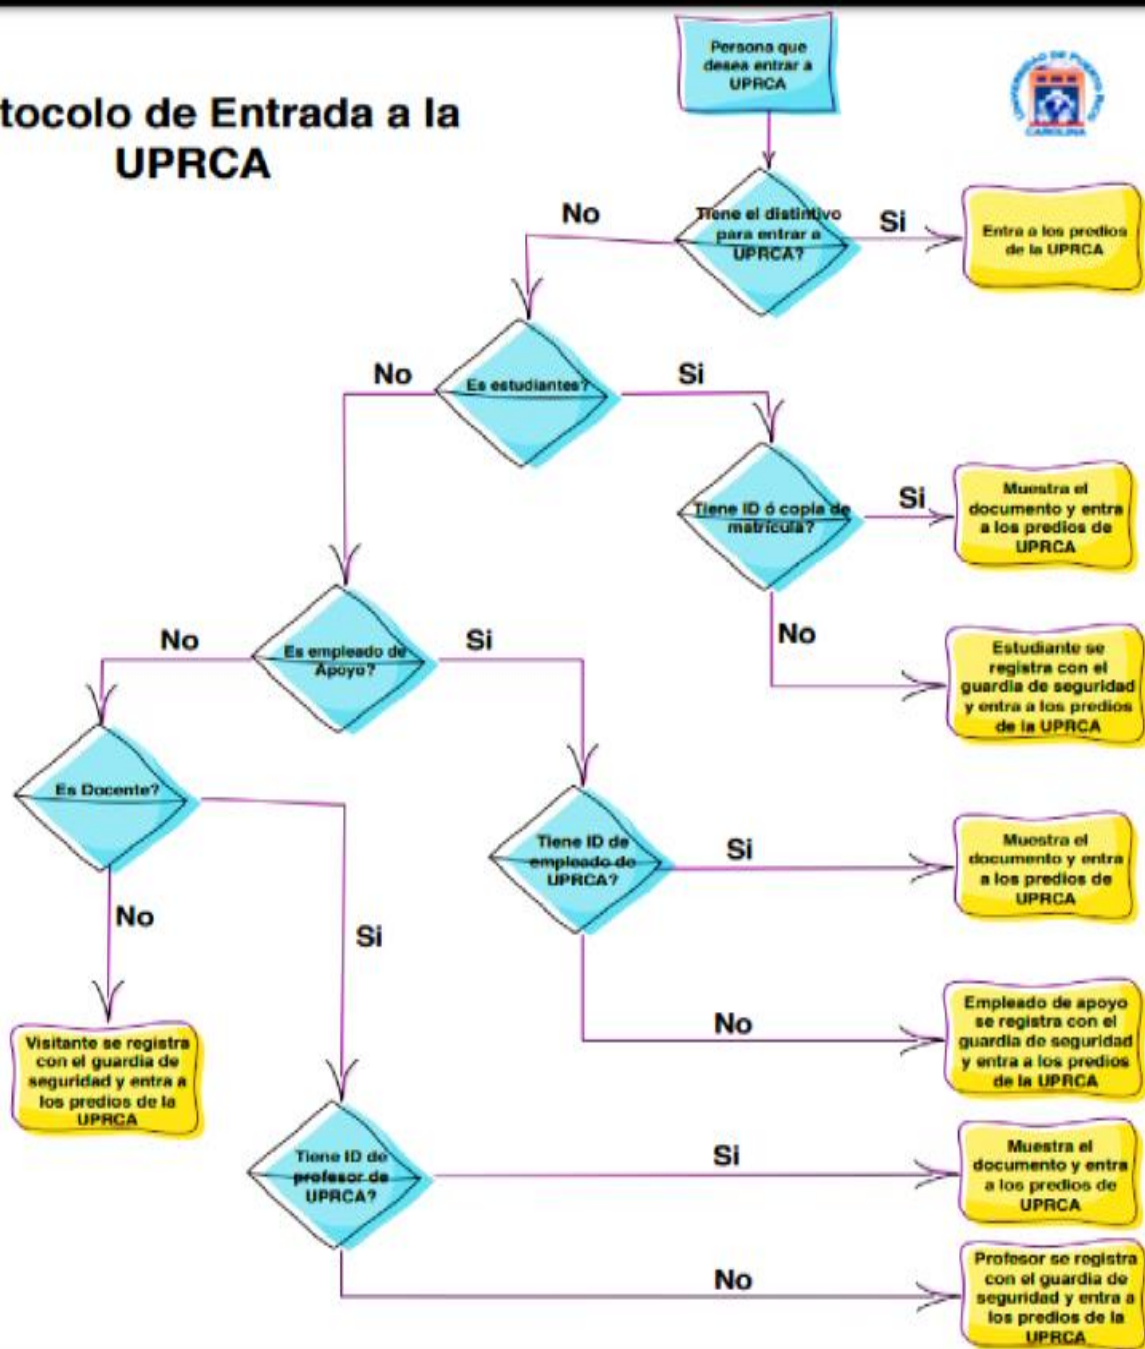 tocolo de Entrada a la
UPRCA
Persona que
desea entrar a
UPRCA
UNIVERSIDAD DE PUERTO RICO
CAROLINA
Tiene el distintivo
para entrar a
UPRCA?
No
Si
Entra a los predios
de la UPRCA
Es estudiantes?
No
Si
Tiene ID ó copia de
matrícula?
Si
Muestra el
documento y entra
a los predios de
UPRCA
No
Estudiante se
registra con el
guardia de seguridad
y entra a los predios
de la UPRCA
Es empleado de
Apoyo?
No
Si
Es Docente?
Tiene ID de
empleado de
UPRCA?
Si
Muestra el
documento y entra
a los predios de
UPRCA
No
Si
No
Empleado de apoyo
se registra con el
guardia de seguridad
y entra a los predios
de la UPRCA
Visitante se registra
con el guardia de
seguridad y entra a
los predios de la
UPRCA
Tiene ID de
profesor de
UPRCA?
Si
Muestra el
documento y entra
a los predios de
UPRCA
No
Profesor se registra
con el guardia de
seguridad y entra a
los predios de la
UPRCA